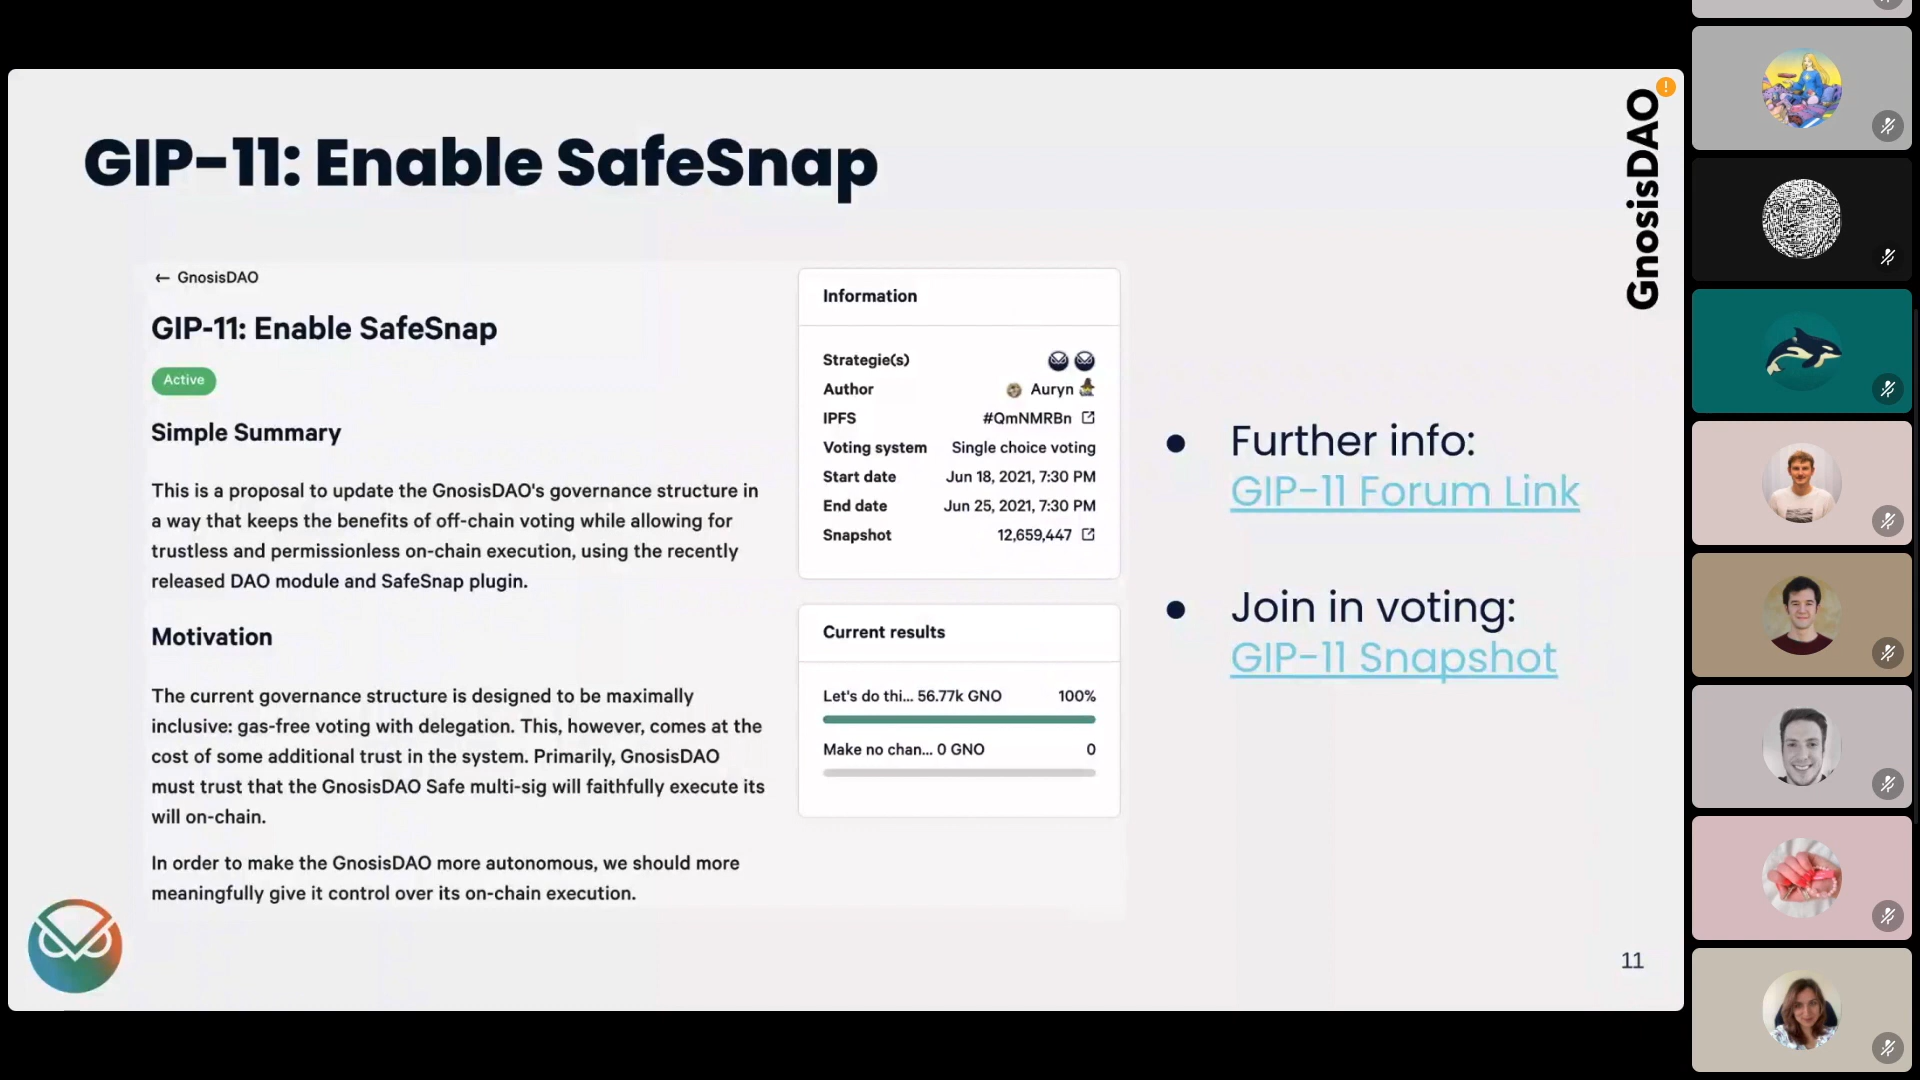 GIP-11: Enable SafeSnap
GnosisDAO
← GnosisDAO
GIP-11: Enable SafeSnap
Active
Simple Summary
This is a proposal to update the GnosisDAO's governance structure in
a way that keeps the benefits of off-chain voting while allowing for
trustless and permissionless on-chain execution, using the recently
released DAO module and SafeSnap plugin.
Motivation
The current governance structure is designed to be maximally
inclusive: gas-free voting with delegation. This, however, comes at the
cost of some additional trust in the system. Primarily, GnosisDAO
must trust that the GnosisDAO Safe multi-sig will faithfully execute its
will on-chain.
In order to make the GnosisDAO more autonomous, we should more
meaningfully give it control over its on-chain execution.
Information
Strategie(s)
Author Auryn
IPFS #QmNMRBn
Voting system Single choice voting
Start date Jun 18, 2021, 7:30 PM
End date Jun 25, 2021, 7:30 PM
Snapshot 12,659,447
Current results
Let's do thi... 56.77k GNO 100%
Make no chan... 0 GNO 0
● Further info:
GIP-11 Forum Link
● Join in voting:
GIP-11 Snapshot
11